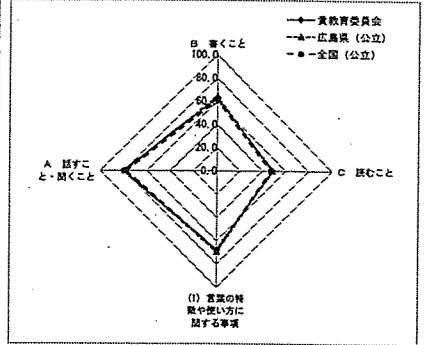 貴教育委員会
広島県（公立）
全国（公立）
B 書くこと
100.0
80.0
60.0
40.0
20.0
0.0
A 話すこ
と・聞くこと
C 読むこと
(1) 言葉の特
徴や使い方に
関する事項